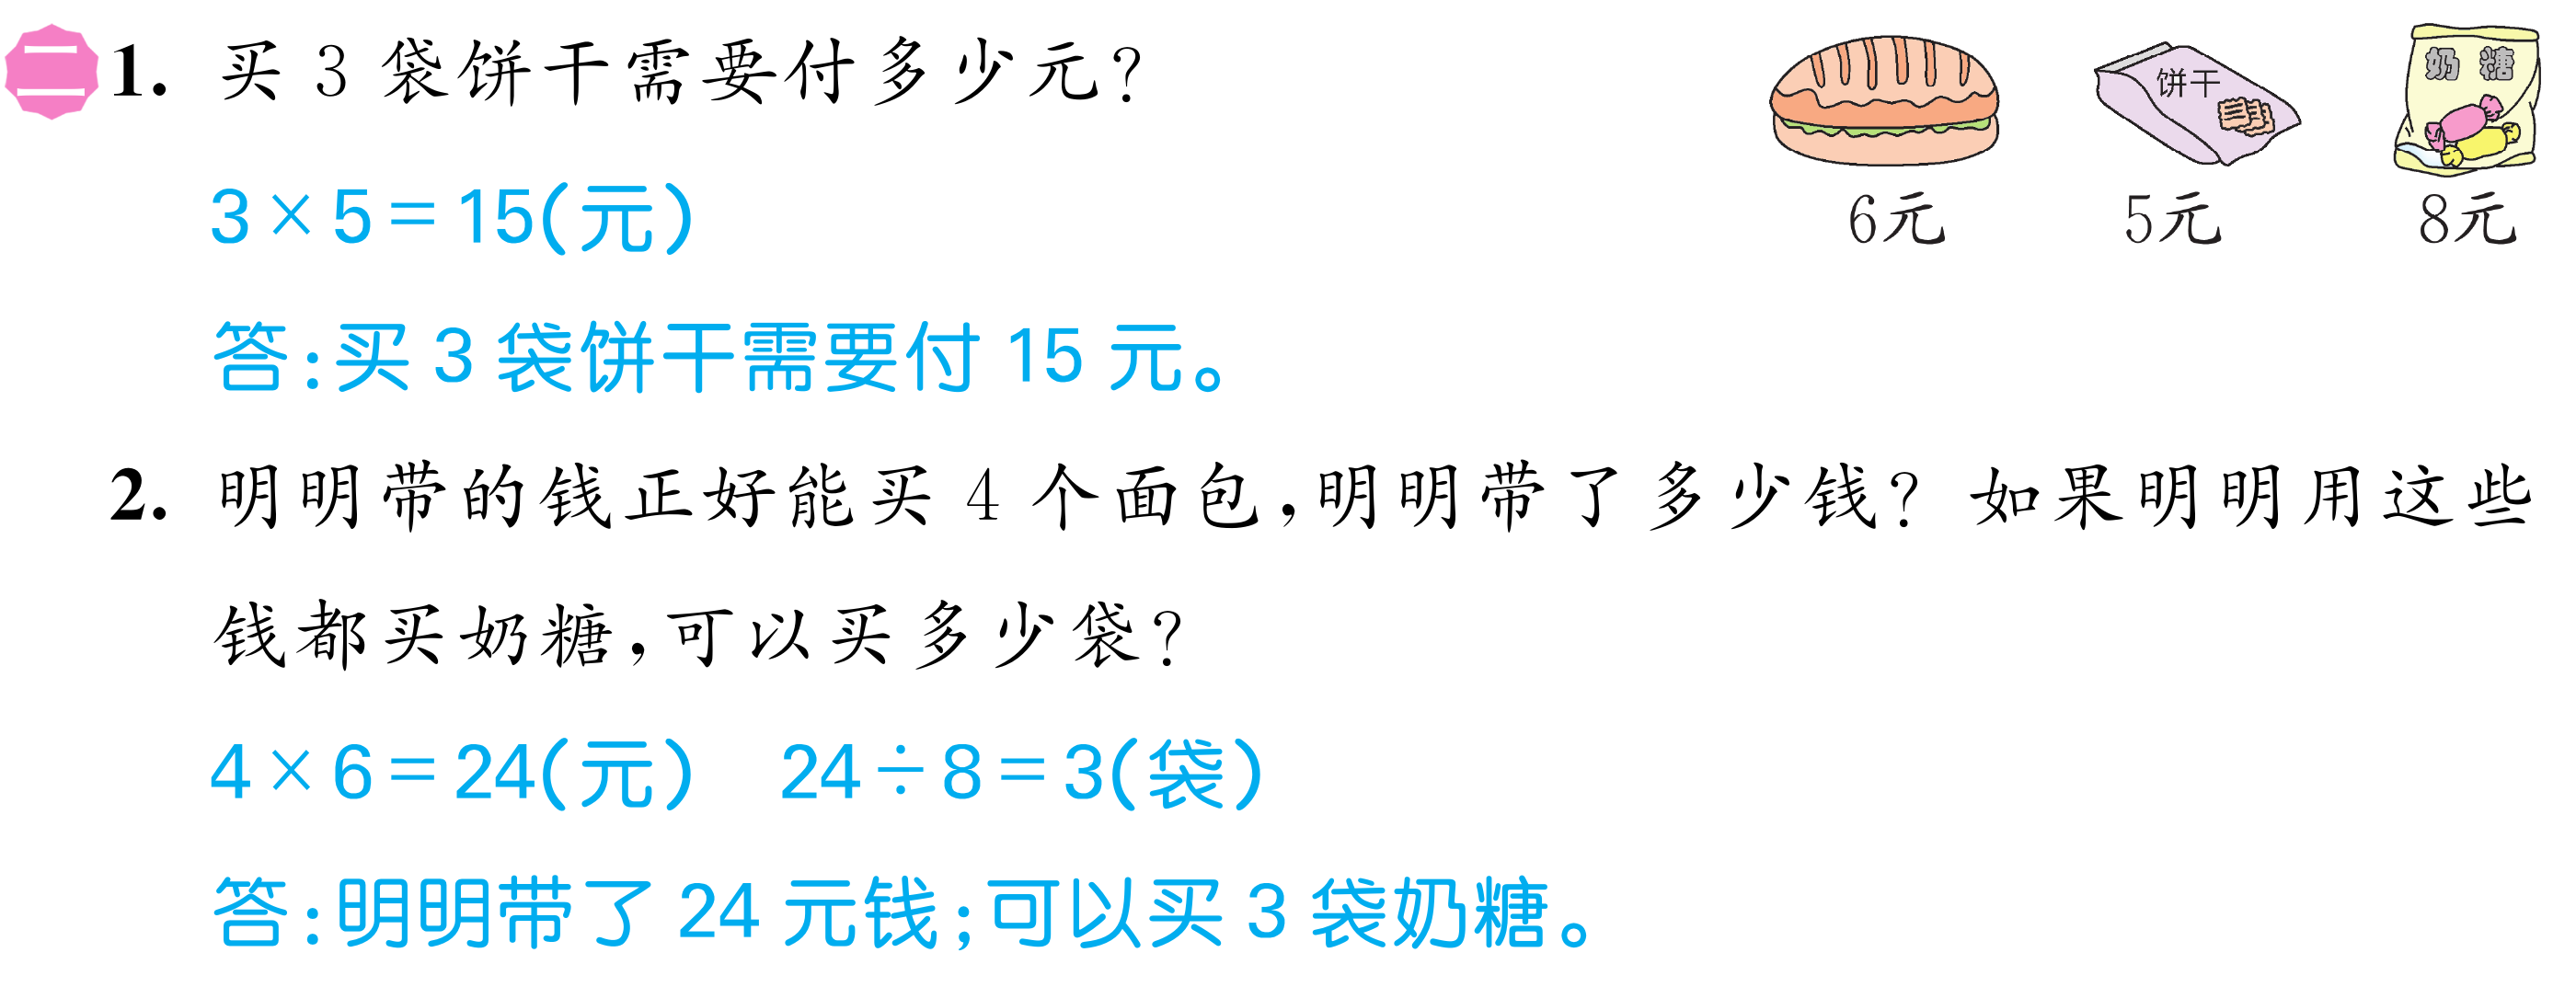 二 1. 买 3 袋饼干需要付多少元?
饼干
奶糖
6元 5元 8元
3×5=15(元)
答:买 3 袋饼干需要付 15 元。
2. 明明带的钱正好能买 4 个面包,明明带了多少钱? 如果明明用这些
钱都买奶糖,可以买多少袋?
4×6=24(元) 24÷8=3(袋)
答:明明带了 24 元钱;可以买 3 袋奶糖。